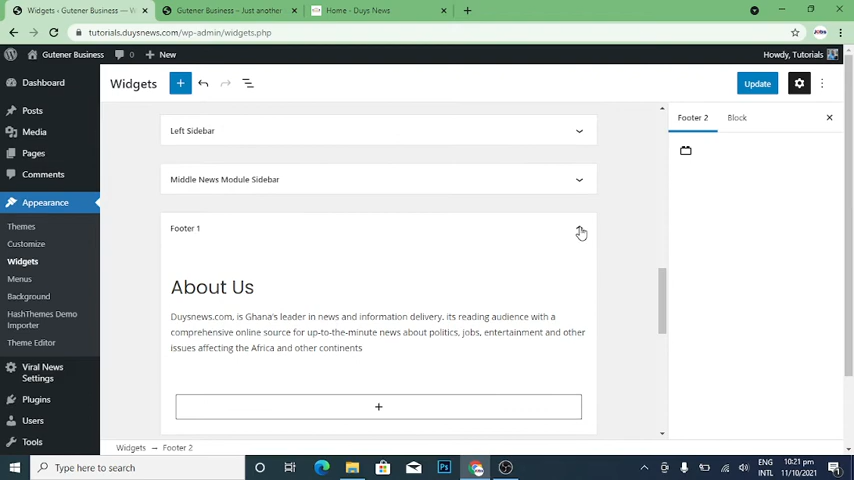 Widgets ‹ Gutener Business — W
Gutener Business – Just another
Home - Duys News
tutorials.duysnews.com/wp-admin/widgets.php
Gutener Business 0 New Howdy, Tutorials
Dashboard
Posts
Media
Pages
Comments
Appearance
Themes
Customize
Widgets
Menus
Background
HashThemes Demo
Importer
Theme Editor
Viral News
Settings
Plugins
Users
Tools
Widgets
Update
Left Sidebar
Middle News Module Sidebar
Footer 1
About Us
Duysnews.com, is Ghana's leader in news and information delivery. its reading audience with a
comprehensive online source for up-to-the-minute news about politics, jobs, entertainment and other
issues affecting the Africa and other continents
Footer 2 Block
Widgets → Footer 2
Type here to search
Ps
ENG
INTL
10:21 pm
11/10/2021